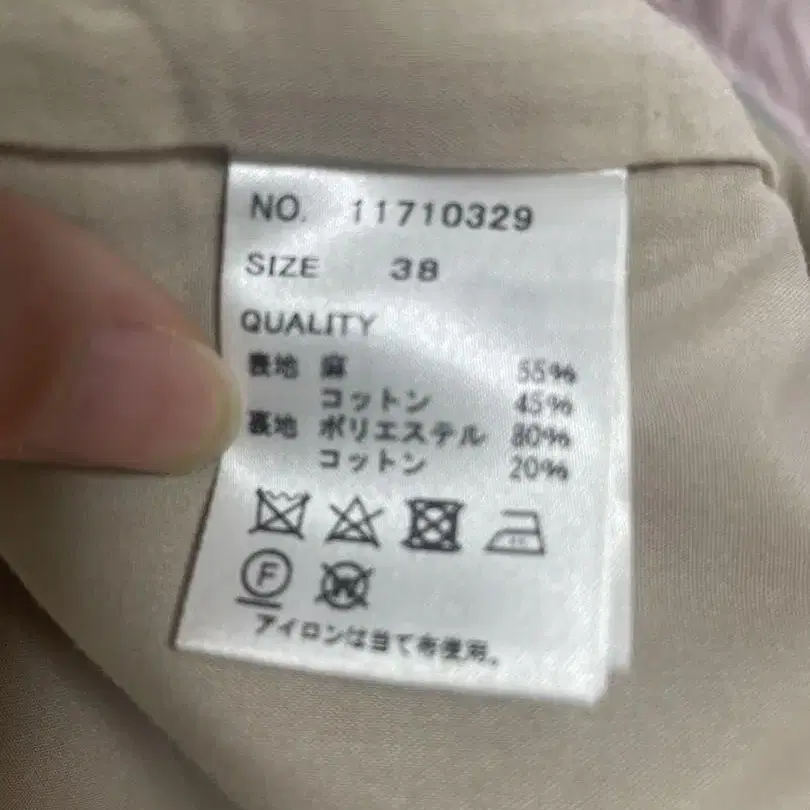 NO. 11710329
SIZE 38
QUALITY
表地 麻 55%
コットン 45%
裏地 ポリエステル 80%
コットン 20%
F W
アイロンは当て布使用。